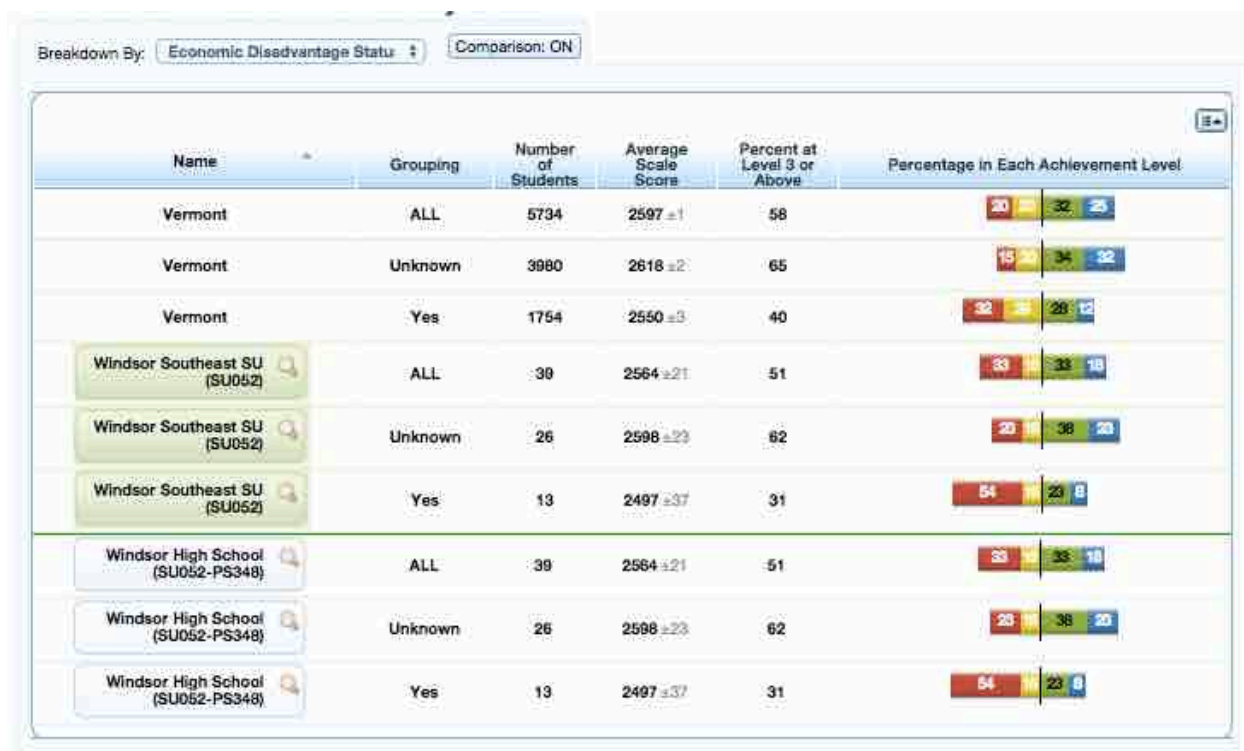 Breakdown By: Economic Disadvantage Statu Comparison: ON
Name Grouping Number of Students Average Scale Score Percent at Level 3 or Above Percentage in Each Achievement Level
Vermont ALL 5734 2597 ±1 58 20 32 25
Vermont Unknown 3980 2618 ±2 65 15 20 34 32
Vermont Yes 1754 2550 ±3 40 32 28 12
Windsor Southeast SU (SU052) ALL 39 2564 ±21 51 33 33 18
Windsor Southeast SU (SU052) Unknown 26 2598 ±23 62 38
Windsor Southeast SU (SU052) Yes 13 2497 ±37 31 54 23 8
Windsor High School (SU052-PS348) ALL 39 2564 ±21 51 33 33 18
Windsor High School (SU052-PS348) Unknown 26 2598 ±23 62 38
Windsor High School (SU052-PS348) Yes 13 2497 ±37 31 54 23 8